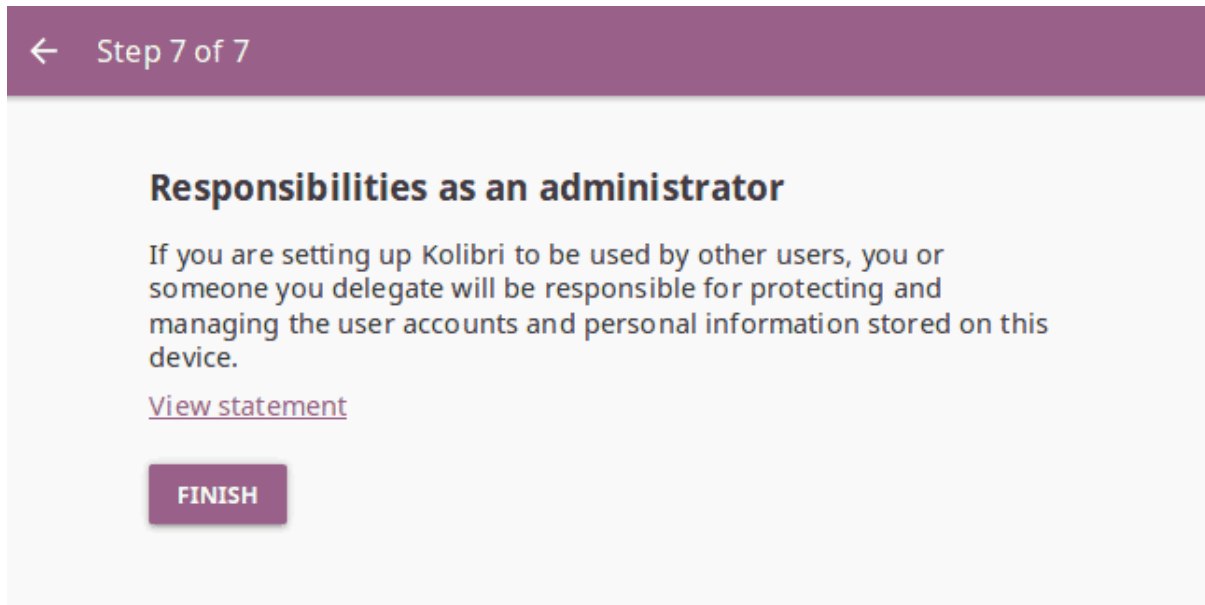 Step 7 of 7
Responsibilities as an administrator
If you are setting up Kolibri to be used by other users, you or
someone you delegate will be responsible for protecting and
managing the user accounts and personal information stored on this
device.
View statement
FINISH